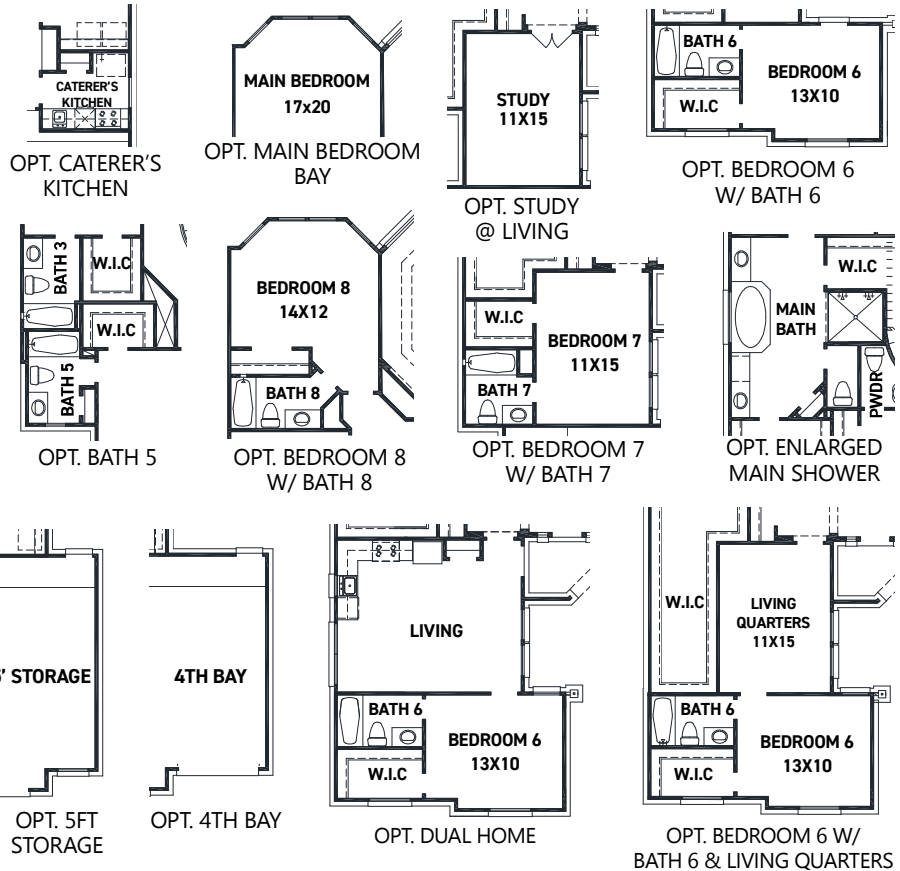 CATERER'S
KITCHEN
OPT. CATERER'S
KITCHEN
MAIN BEDROOM
17x20
OPT. MAIN BEDROOM
BAY
STUDY
11X15
OPT. STUDY
@ LIVING
BATH 6
W.I.C
BEDROOM 6
13X10
OPT. BEDROOM 6
W/ BATH 6
BATH 3
W.I.C
W.I.C
BATH 5
OPT. BATH 5
BEDROOM 8
14X12
BATH 8
OPT. BEDROOM 8
W/ BATH 8
W.I.C
BEDROOM 7
11X15
BATH 7
OPT. BEDROOM 7
W/ BATH 7
W.I.C
MAIN
BATH
PWDR
OPT. ENLARGED
MAIN SHOWER
' STORAGE
OPT. 5FT
STORAGE
4TH BAY
OPT. 4TH BAY
LIVING
BATH 6
BEDROOM 6
13X10
W.I.C
OPT. DUAL HOME
W.I.C
LIVING
QUARTERS
11X15
BATH 6
BEDROOM 6
13X10
W.I.C
OPT. BEDROOM 6 W/
BATH 6 & LIVING QUARTERS